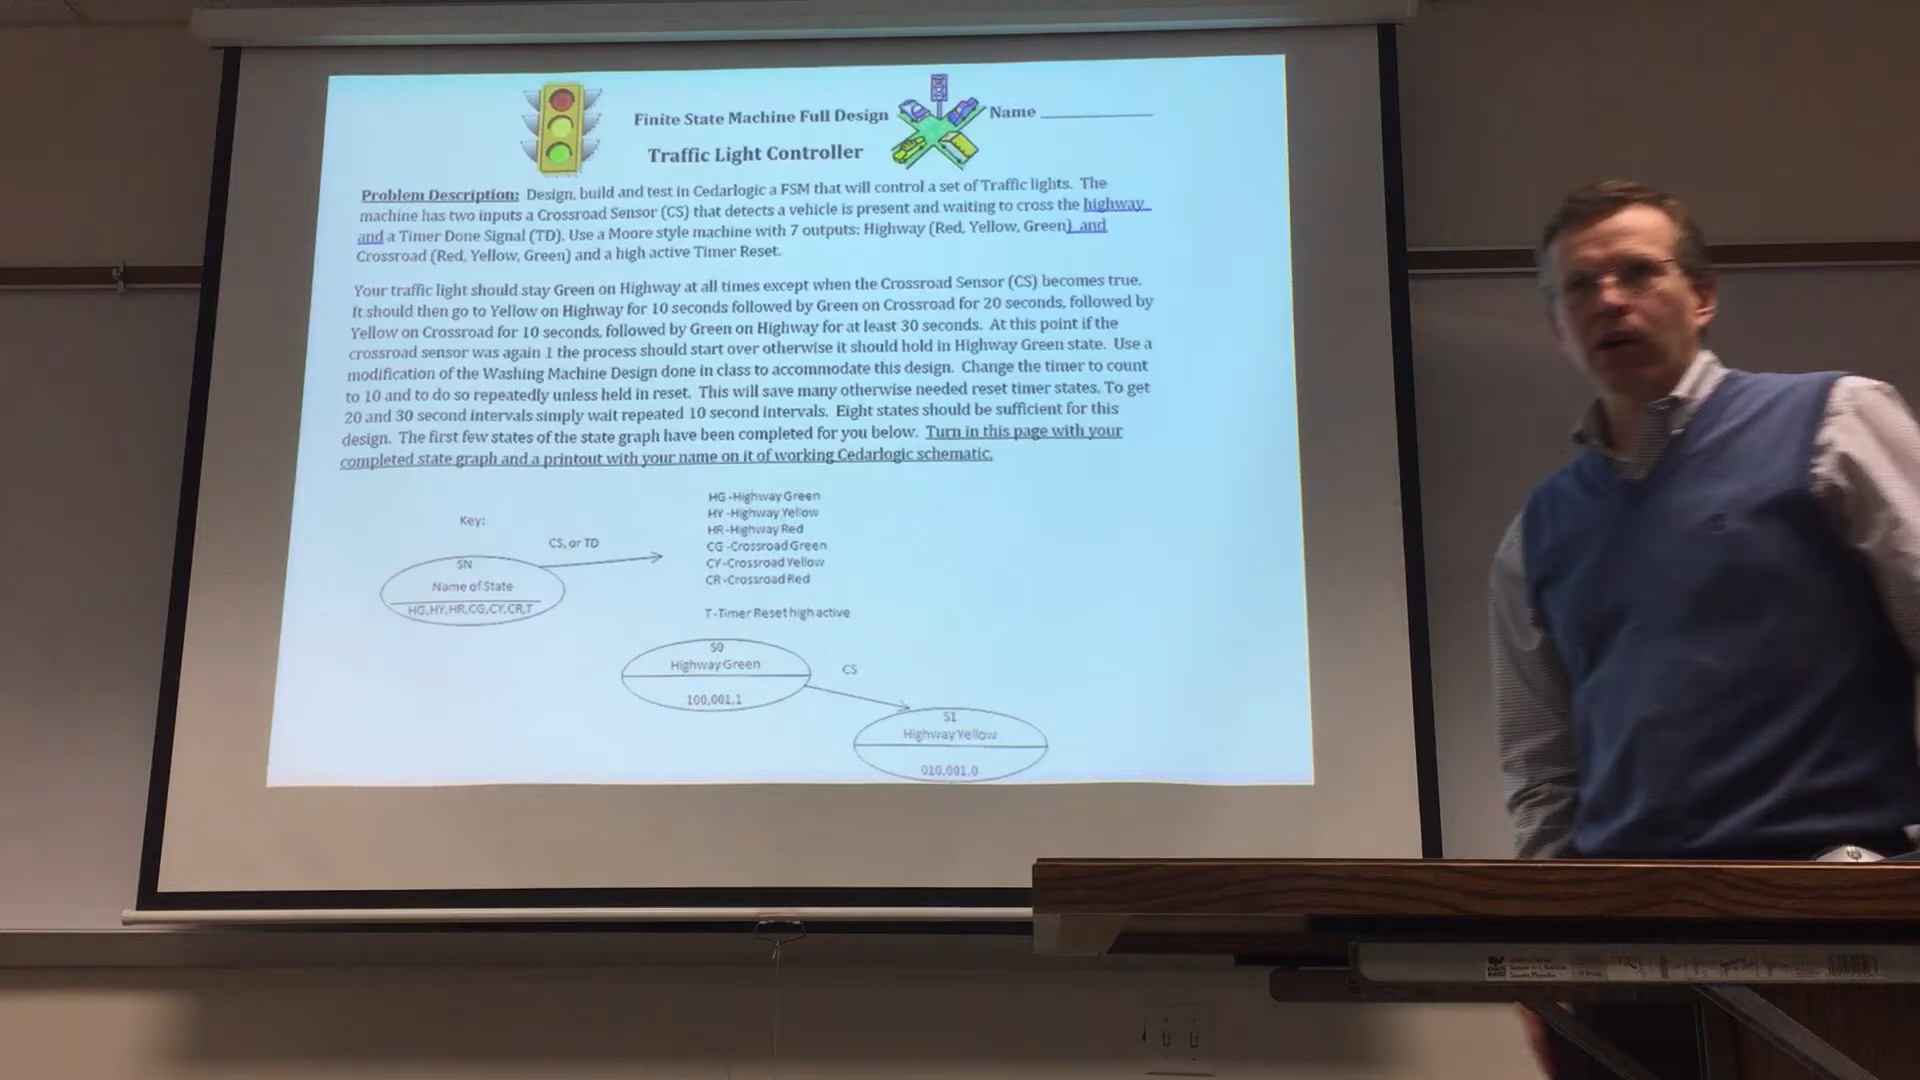 Finite State Machine Full Design
Name
Traffic Light Controller
Problem Description: Design, build and test in Cedarlogic a FSM that will control a set of Traffic lights. The
machine has two inputs a Crossroad Sensor (CS) that detects a vehicle is present and waiting to cross the highway
and a Timer Done Signal (TD). Use a Moore style machine with 7 outputs: Highway (Red, Yellow, Green) and
Crossroad (Red, Yellow, Green) and a high active Timer Reset.
Your traffic light should stay Green on Highway at all times except when the Crossroad Sensor (CS) becomes true.
It should then go to Yellow on Highway for 10 seconds followed by Green on Crossroad for 20 seconds, followed by
Yellow on Crossroad for 10 seconds, followed by Green on Highway for at least 30 seconds. At this point if the
crossroad sensor was again 1 the process should start over otherwise it should hold in Highway Green state. Use a
modification of the Washing Machine Design done in class to accommodate this design. Change the timer to count
to 10 and to do so repeatedly unless held in reset. This will save many otherwise needed reset timer states. To get
20 and 30 second intervals simply wait repeated 10 second intervals. Eight states should be sufficient for this
design. The first few states of the state graph have been completed for you below. Turn in this page with your
completed state graph and a printout with your name on it of working Cedarlogic schematic.
Key:
SN
Name of State
HG,HY,HR,CG,CY,CR,T
CS, or TD
HG -Highway Green
HY -Highway Yellow
HR -Highway Red
CG -Crossroad Green
CY -Crossroad Yellow
CR -Crossroad Red
T -Timer Reset high active
S0
Highway Green
100,001,1
CS
S1
Highway Yellow
010,001,0